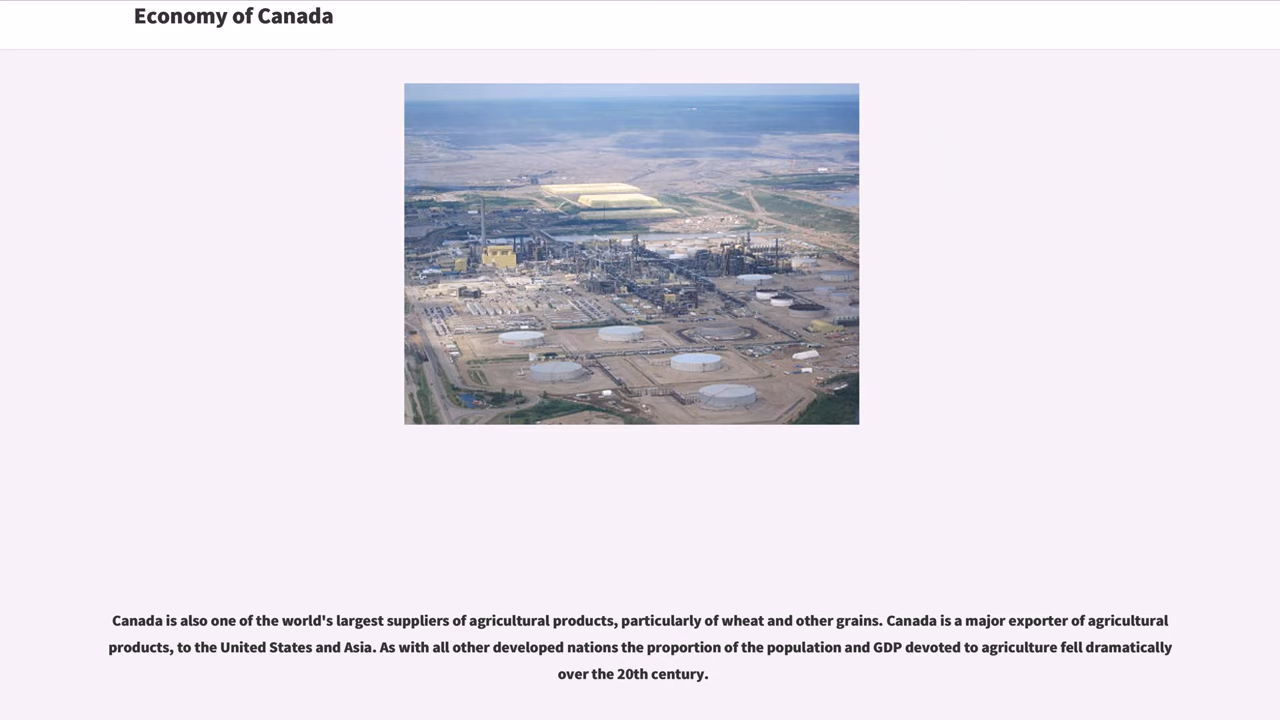 Economy of Canada
Canada is also one of the world's largest suppliers of agricultural products, particularly of wheat and other grains. Canada is a major exporter of agricultural
products, to the United States and Asia. As with all other developed nations the proportion of the population and GDP devoted to agriculture fell dramatically
over the 20th century.